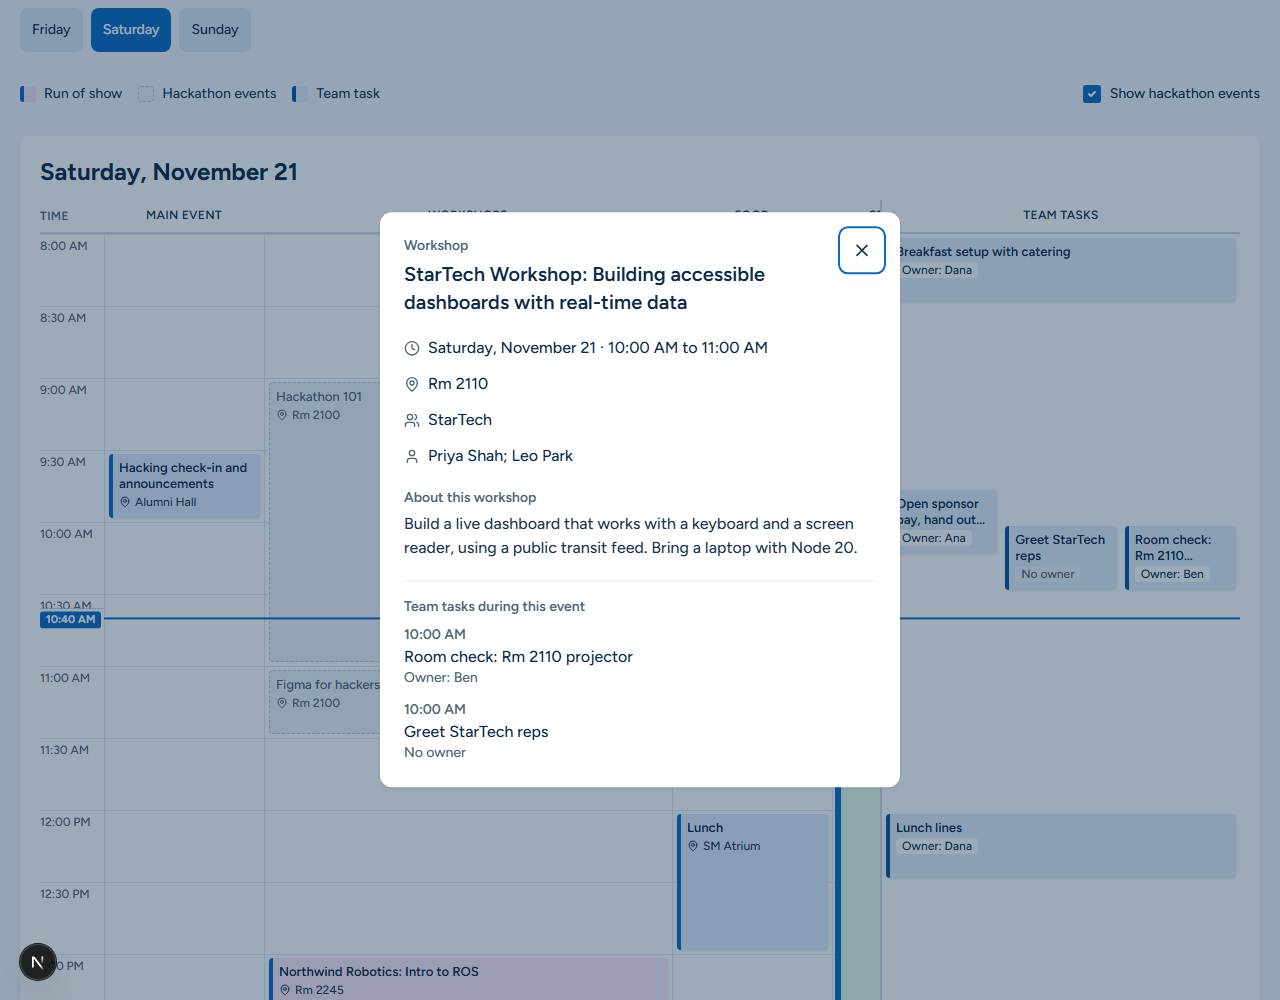 Friday
Saturday
Sunday
Run of show
Hackathon events
Team task
Show hackathon events
Saturday, November 21
TIME
MAIN EVENT
WORKSHOPS
FOOD
TEAM TASKS
8:00 AM
8:30 AM
9:00 AM
9:30 AM
10:00 AM
10:30 AM
10:40 AM
11:00 AM
11:30 AM
12:00 PM
12:30 PM
Hacking check-in and
announcements
Alumni Hall
Hackathon 101
Rm 2100
Figma for hackers
Rm 2100
Northwind Robotics: Intro to ROS
Rm 2245
Lunch
SM Atrium
Breakfast setup with catering
Owner: Dana
Open sponsor
bay, hand out...
Owner: Ana
Greet StarTech
reps
No owner
Room check:
Rm 2110...
Owner: Ben
Lunch lines
Owner: Dana
Workshop
StarTech Workshop: Building accessible
dashboards with real-time data
Saturday, November 21 · 10:00 AM to 11:00 AM
Rm 2110
StarTech
Priya Shah; Leo Park
About this workshop
Build a live dashboard that works with a keyboard and a screen
reader, using a public transit feed. Bring a laptop with Node 20.
Team tasks during this event
10:00 AM
Room check: Rm 2110 projector
Owner: Ben
10:00 AM
Greet StarTech reps
No owner
N